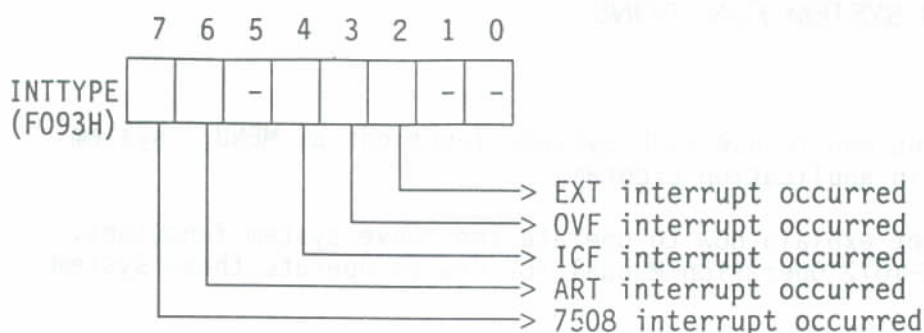 7 6 5 4 3 2 1 0
INTTYPE - - -
(F093H)
> EXT interrupt occurred
> OVF interrupt occurred
> ICF interrupt occurred
> ART interrupt occurred
> 7508 interrupt occurred